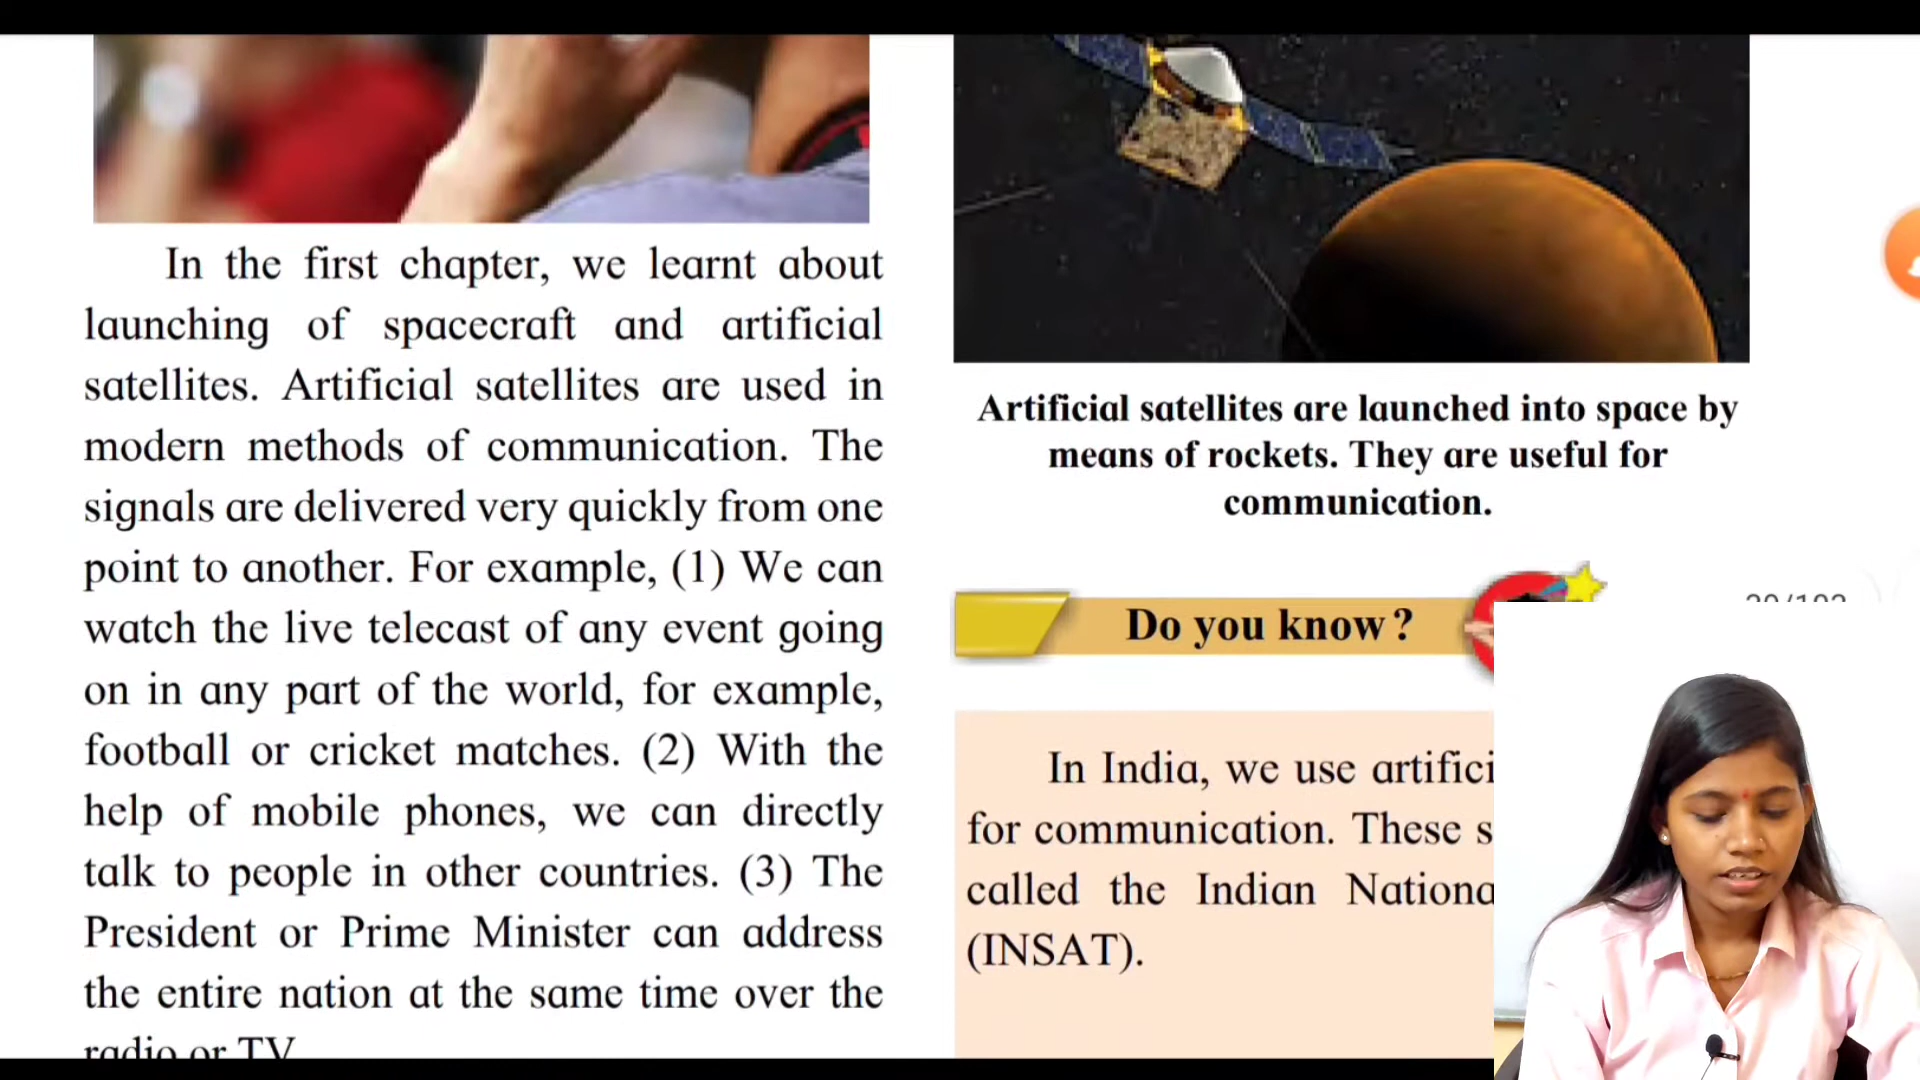 In the first chapter, we learnt about
launching of spacecraft and artificial
satellites. Artificial satellites are used in
modern methods of communication. The
signals are delivered very quickly from one
point to another. For example, (1) We can
watch the live telecast of any event going
on in any part of the world, for example,
football or cricket matches. (2) With the
help of mobile phones, we can directly
talk to people in other countries. (3) The
President or Prime Minister can address
the entire nation at the same time over the
radio or TV
Artificial satellites are launched into space by
means of rockets. They are useful for
communication.
Do you know?
In India, we use
for communication. These
called the Indian
(INSAT).